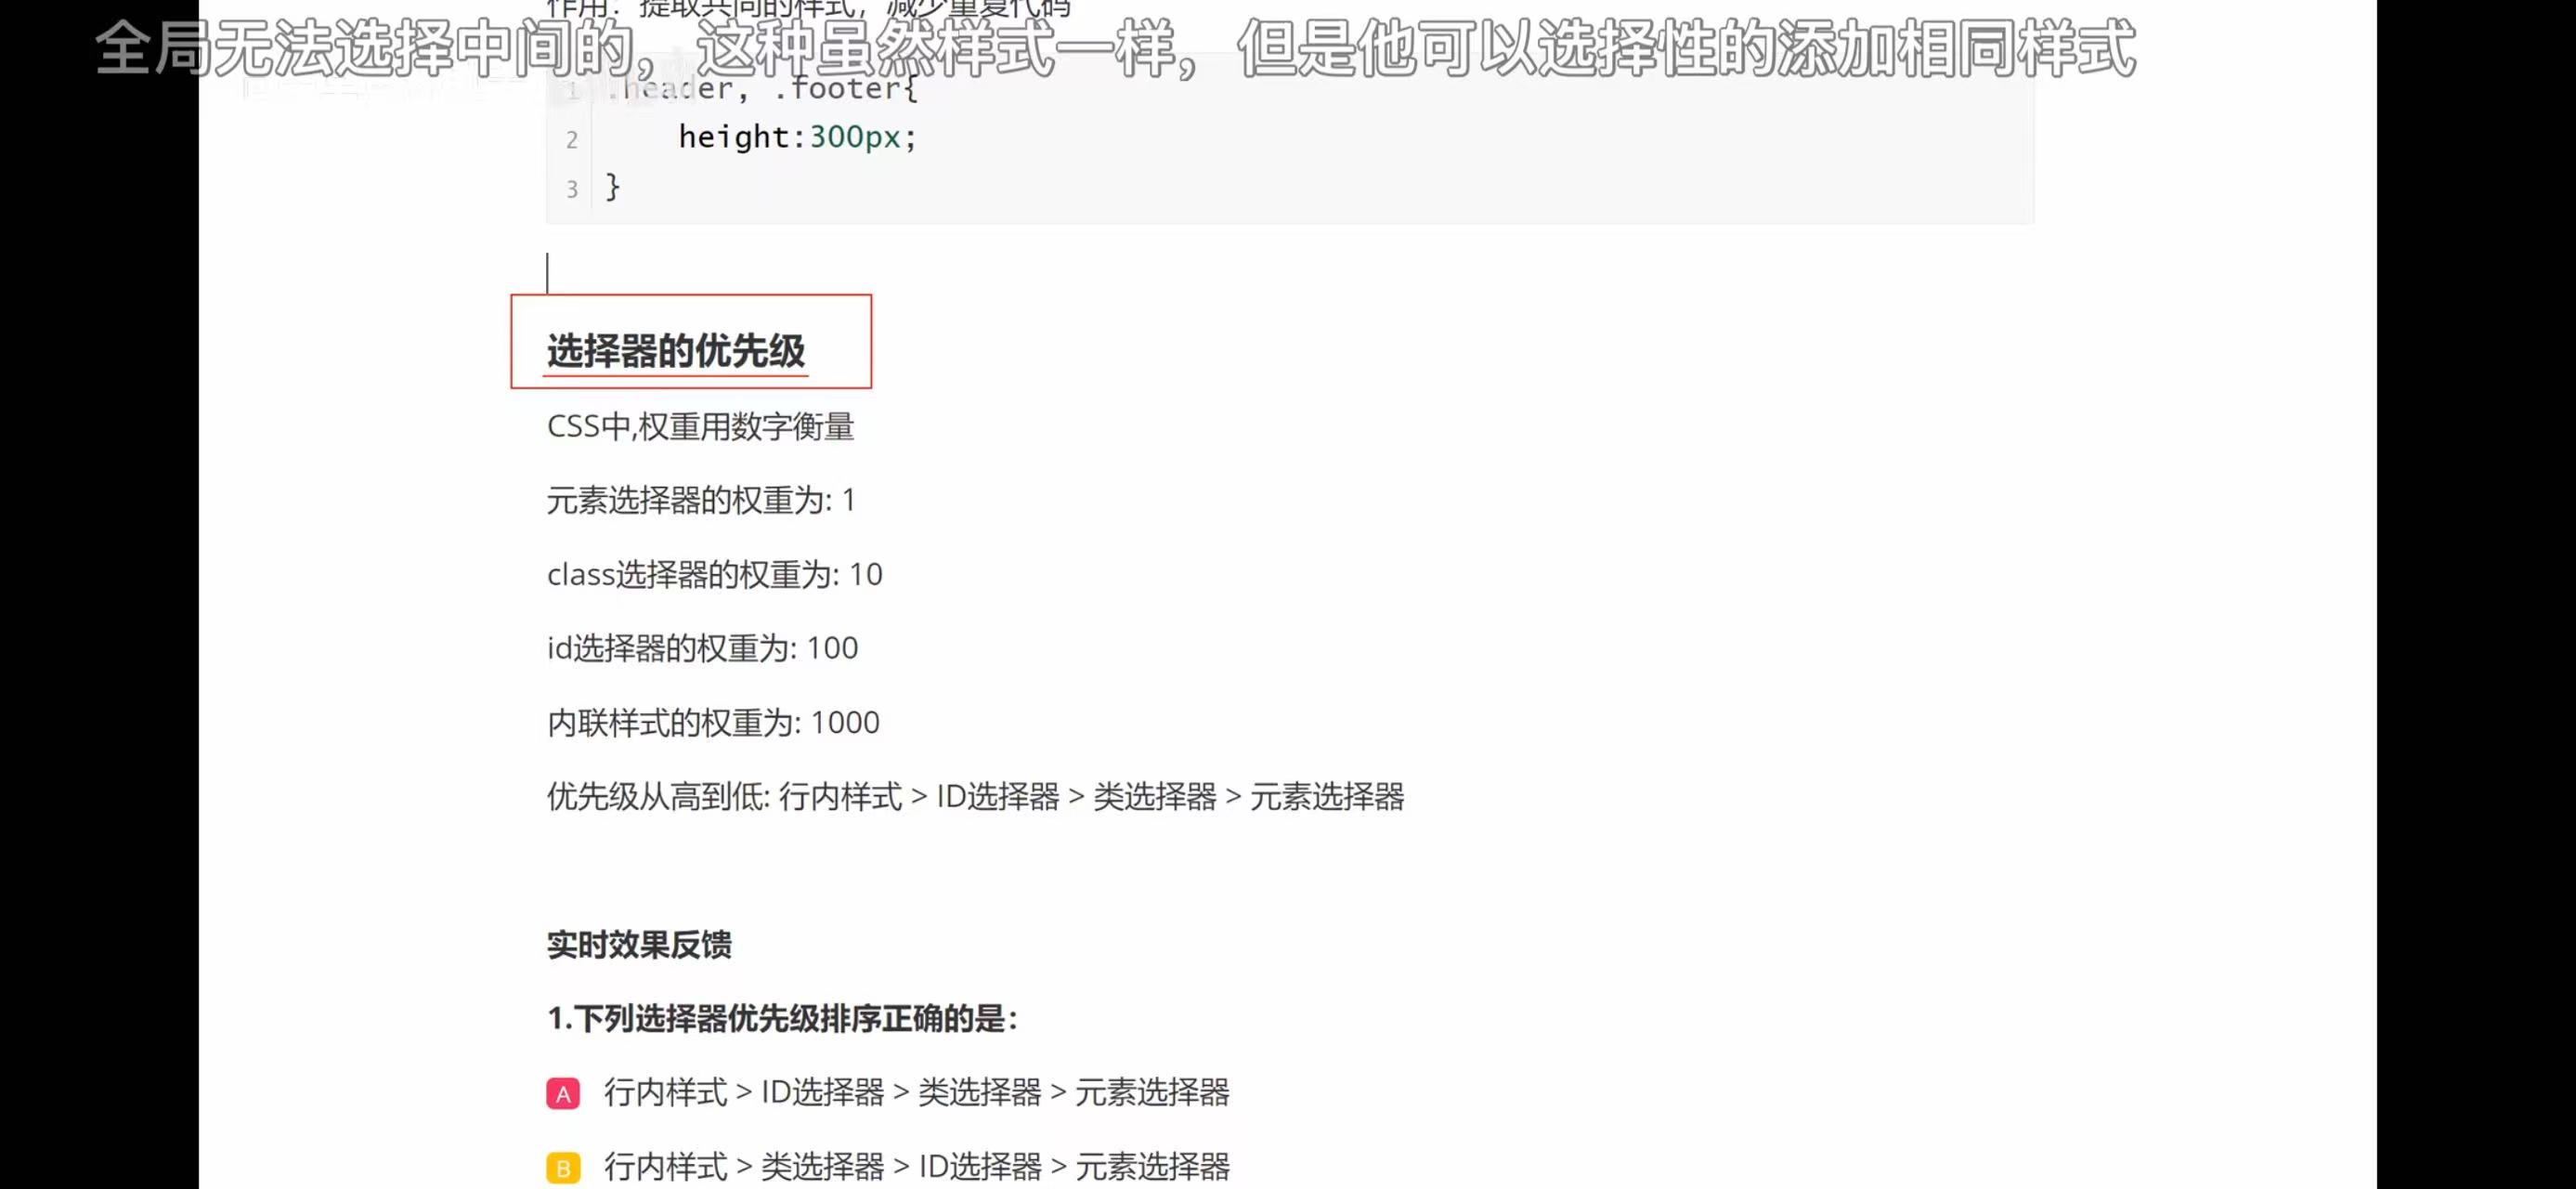 作用：提取共同的样式，减少重复代码
全局无法选择中间的，这种虽然样式一样，但是他可以选择性的添加相同样式
1 .header, .footer{
2 height:300px;
3 }
选择器的优先级
CSS中,权重用数字衡量
元素选择器的权重为: 1
class选择器的权重为: 10
id选择器的权重为: 100
内联样式的权重为: 1000
优先级从高到低: 行内样式 > ID选择器 > 类选择器 > 元素选择器
实时效果反馈
1.下列选择器优先级排序正确的是：
A 行内样式 > ID选择器 > 类选择器 > 元素选择器
B 行内样式 > 类选择器 > ID选择器 > 元素选择器